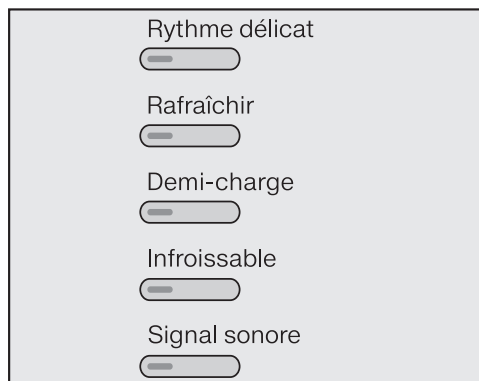 Rythme délicat
Rafraîchir
Demi-charge
Infroissable
Signal sonore